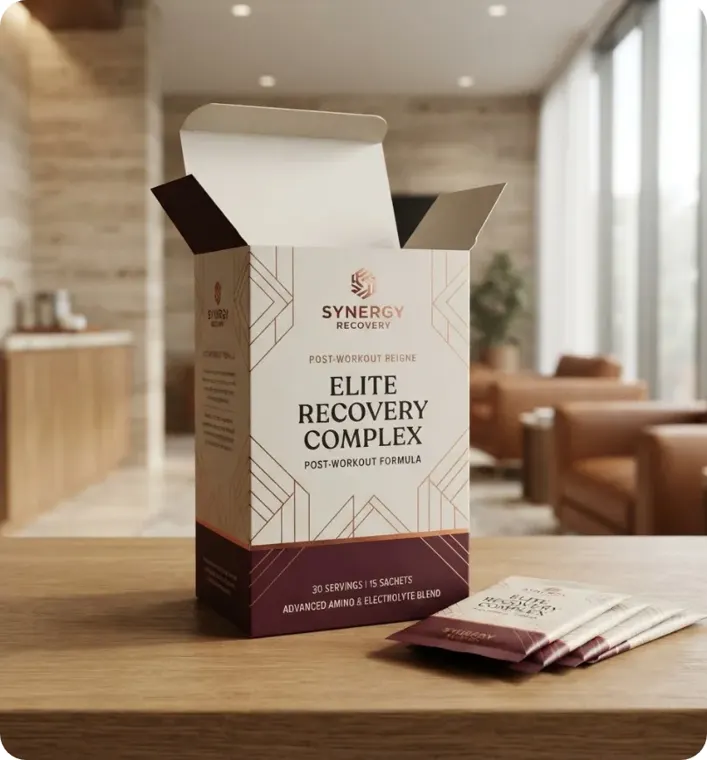 SYNERGY
RECOVERY
POST-WORKOUT REIGNE
ELITE
RECOVERY
COMPLEX
POST-WORKOUT FORMULA
30 SERVINGS | 15 SACHETS
ADVANCED AMINO & ELECTROLYTE BLEND
SYNERGY
RECOVERY
ELITE
RECOVERY
COMPLEX
SYNERGY